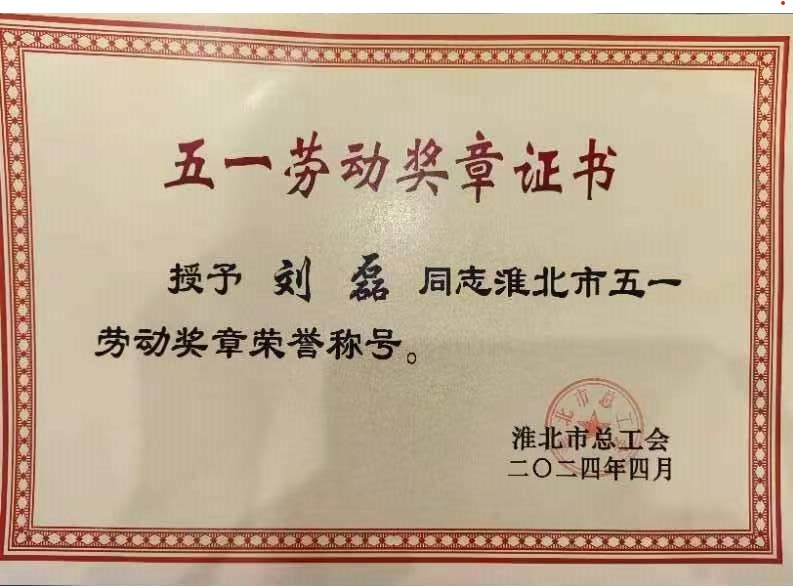 五一劳动奖章证书
授予 刘磊 同志淮北市五一
劳动奖章荣誉称号。
淮北市总工会
二〇二四年四月